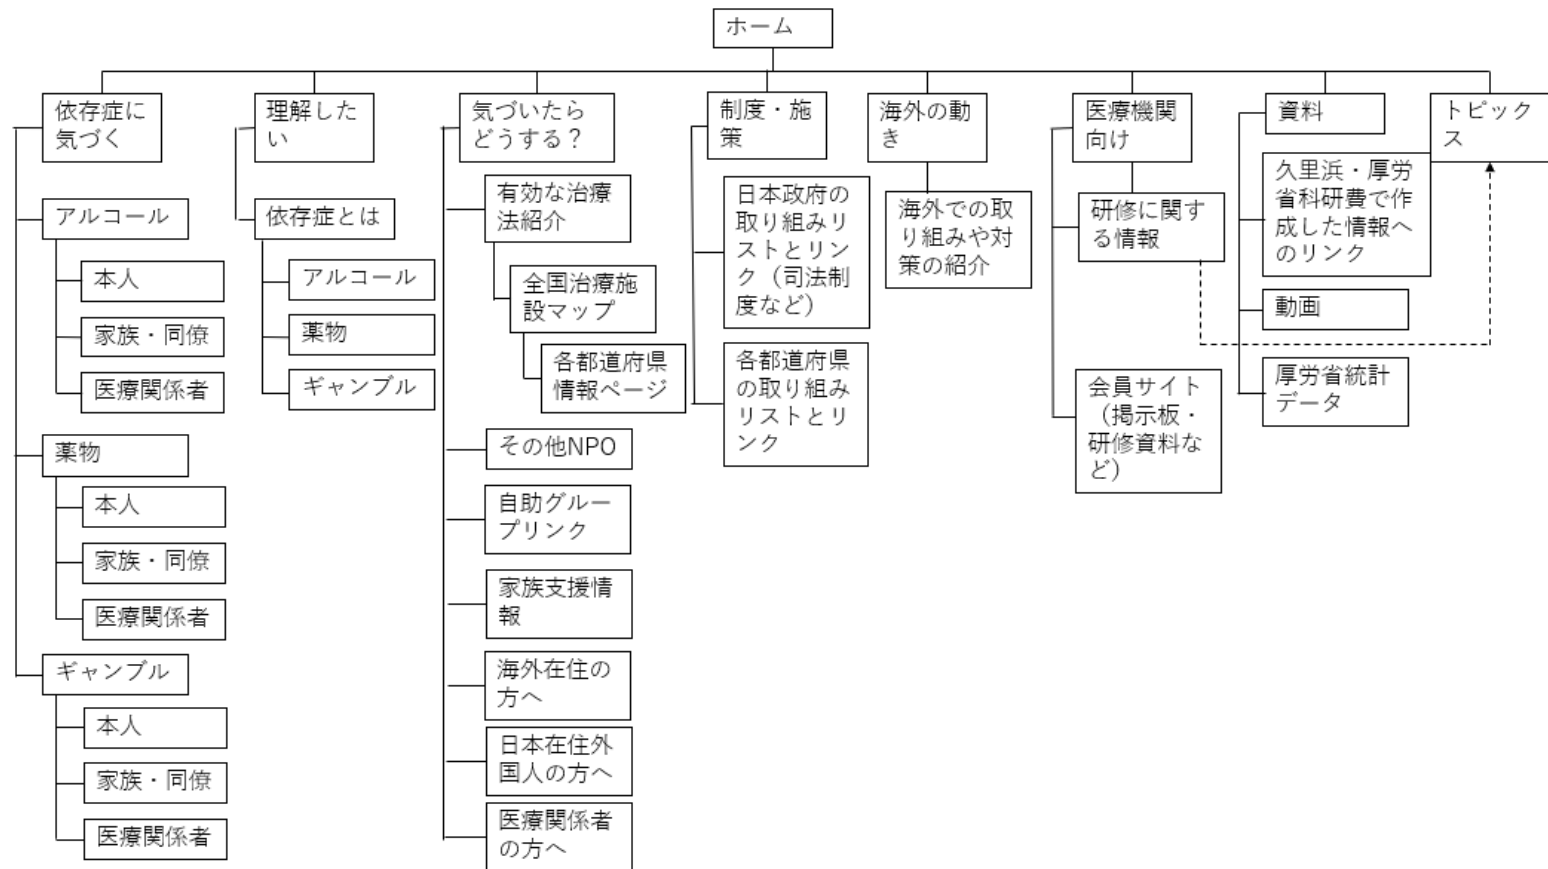 ホーム
依存症に
気づく
アルコール
本人
家族・同僚
医療関係者
薬物
本人
家族・同僚
医療関係者
ギャンブル
本人
家族・同僚
医療関係者
理解した
い
依存症とは
アルコール
薬物
ギャンブル
気づいたら
どうする？
有効な治療
法紹介
全国治療施
設マップ
各都道府県
情報ページ
その他NPO
自助グルー
プリンク
家族支援情
報
海外在住の
方へ
日本在住外
国人の方へ
医療関係者
の方へ
制度・施
策
日本政府の
取り組みリ
ストとリン
ク（司法制
度など）
各都道府県
の取り組み
リストとリ
ンク
海外の動
き
海外での取
り組みや対
策の紹介
医療機関
向け
研修に関す
る情報
会員サイト
（掲示板・
研修資料な
ど）
資料
久里浜・厚労
省科研費で作
成した情報へ
のリンク
動画
厚労省統計
データ
トピック
ス